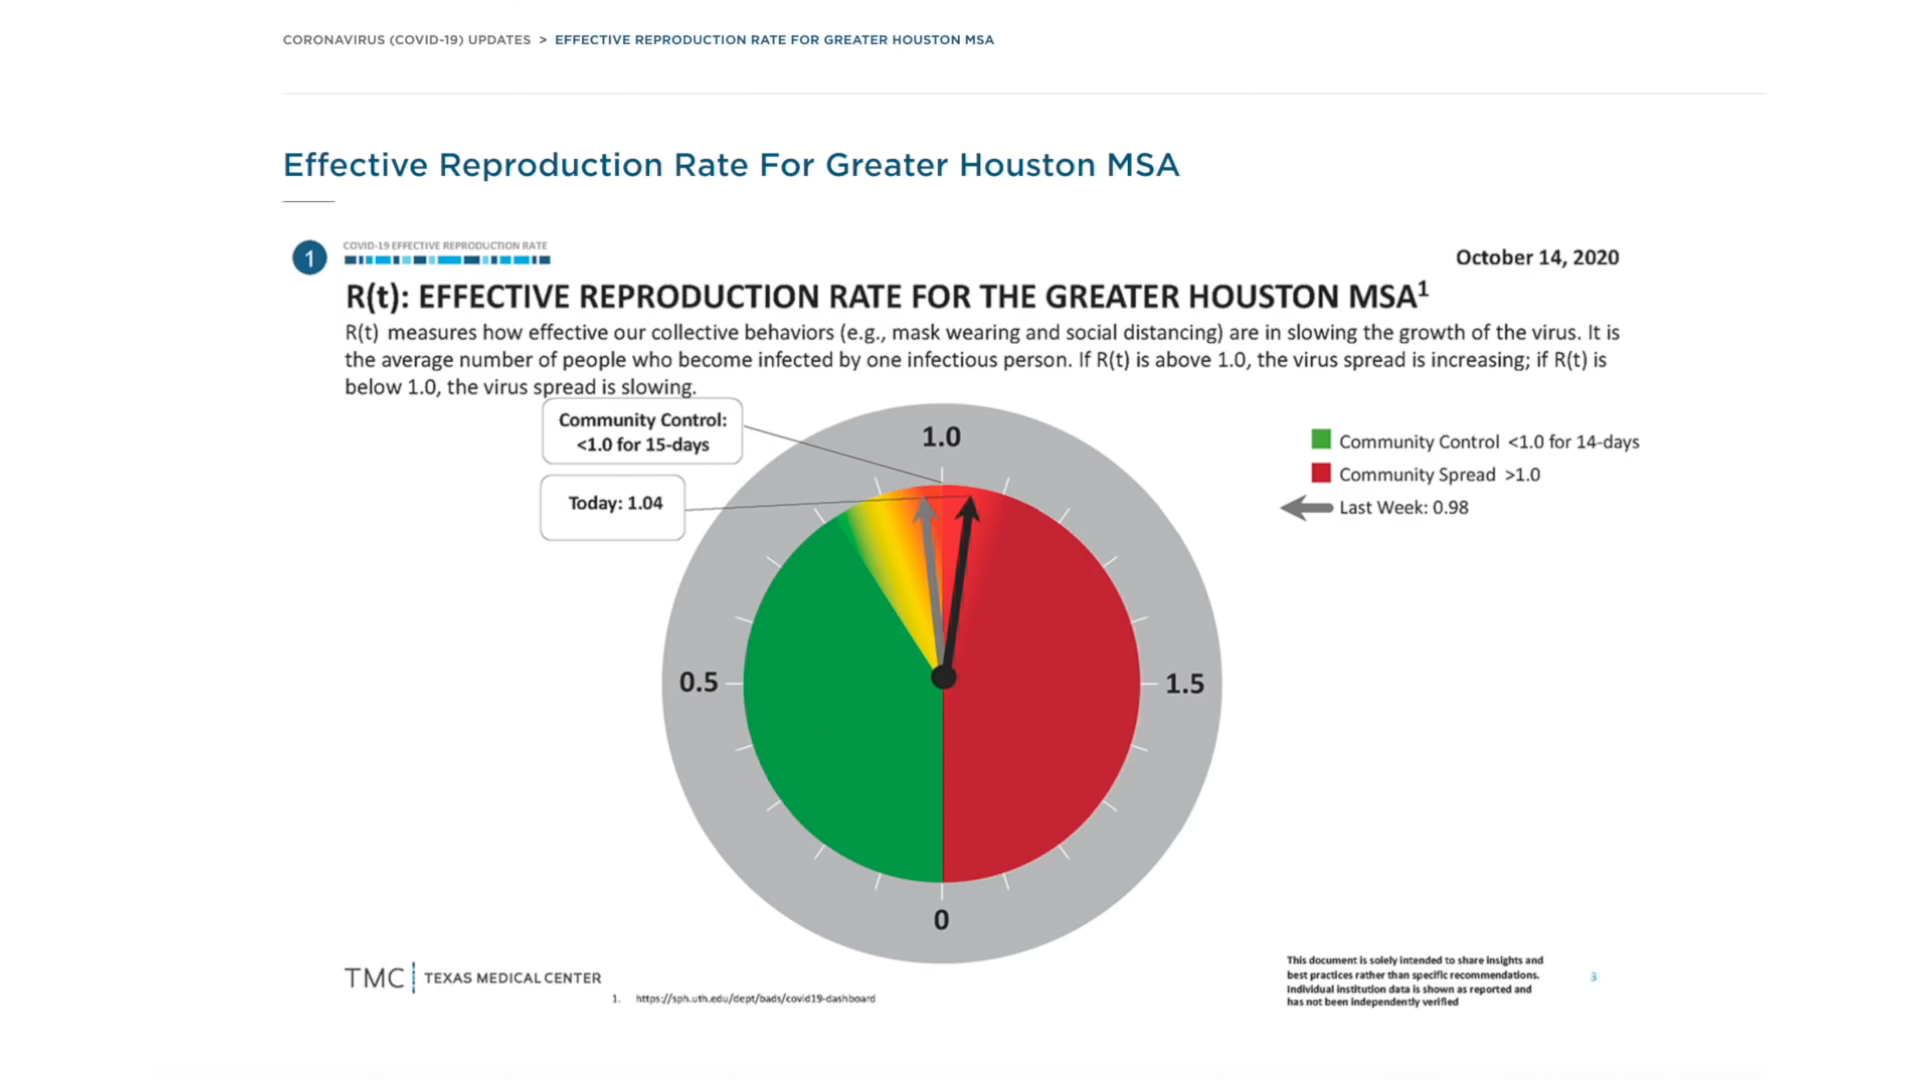 CORONAVIRUS (COVID-19) UPDATES > EFFECTIVE REPRODUCTION RATE FOR GREATER HOUSTON MSA
Effective Reproduction Rate For Greater Houston MSA
1
COVID-19 EFFECTIVE REPRODUCTION RATE
October 14, 2020
R(t): EFFECTIVE REPRODUCTION RATE FOR THE GREATER HOUSTON MSA¹
R(t) measures how effective our collective behaviors (e.g., mask wearing and social distancing) are in slowing the growth of the virus. It is
the average number of people who become infected by one infectious person. If R(t) is above 1.0, the virus spread is increasing; if R(t) is
below 1.0, the virus spread is slowing.
Community Control:
<1.0 for 15-days
Today: 1.04
1.0
0.5
1.5
0
Community Control <1.0 for 14-days
Community Spread >1.0
Last Week: 0.98
TMC | TEXAS MEDICAL CENTER
1. https://sph.uth.edu/dept/bads/covid19-dashboard
This document is solely intended to share insights and
best practices rather than specific recommendations.
Individual institution data is shown as reported and
has not been independently verified
3